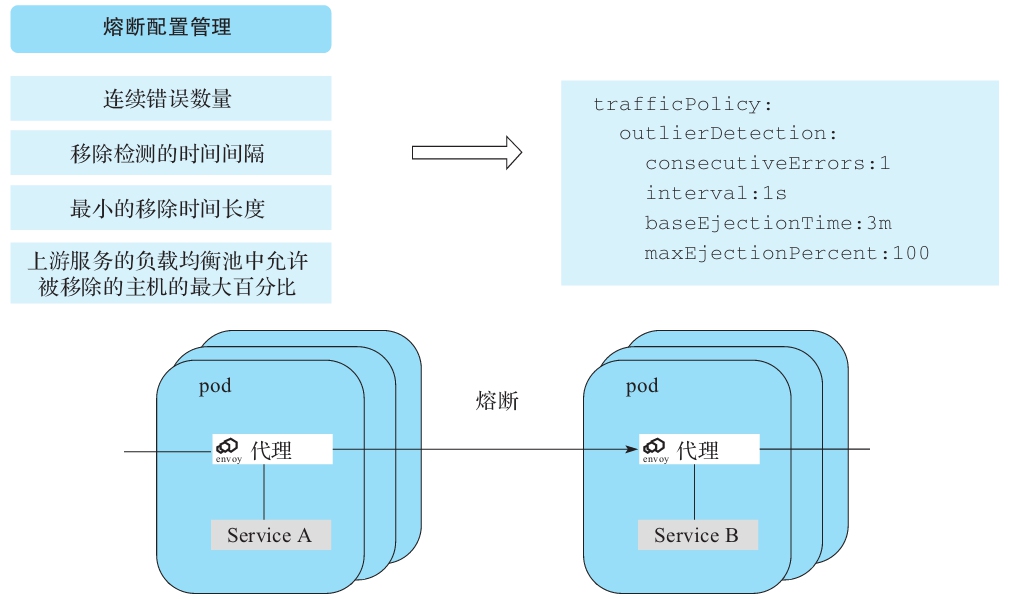 熔断配置管理
连续错误数量
移除检测的时间间隔
最小的移除时间长度
上游服务的负载均衡池中允许
被移除的主机的最大百分比
trafficPolicy:
outlierDetection:
consecutiveErrors:1
interval:1s
baseEjectionTime:3m
maxEjectionPercent:100
pod
envoy
代理
Service A
熔断
pod
envoy
代理
Service B